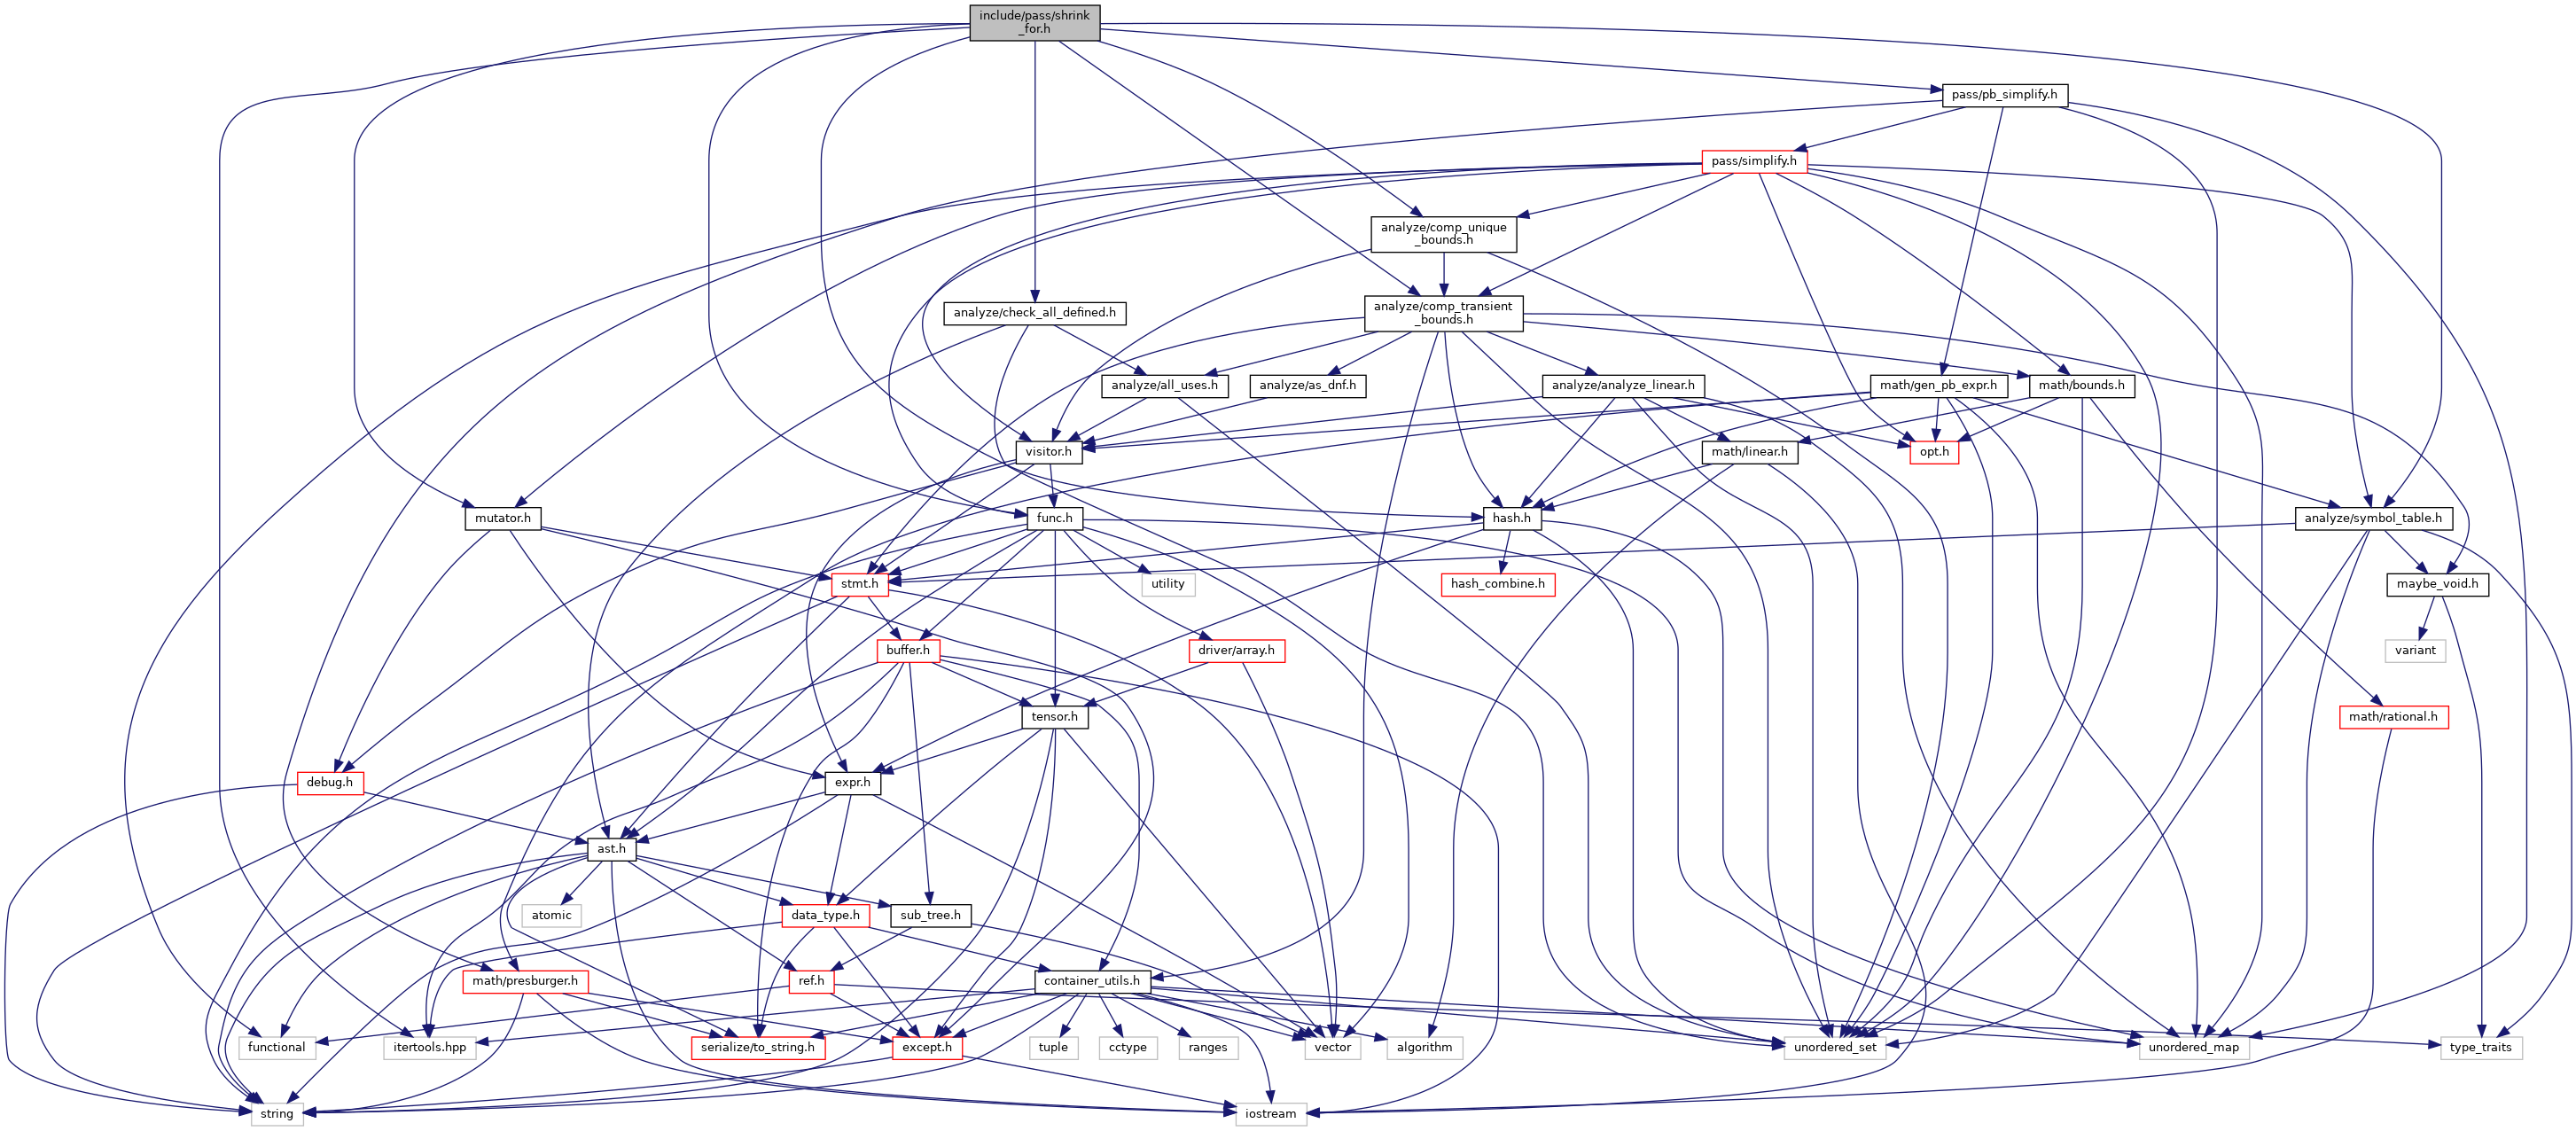 include/pass/shrink
_for.h
pass/pb_simplify.h
pass/simplify.h
analyze/comp_unique
_bounds.h
analyze/check_all_defined.h
analyze/comp_transient
_bounds.h
analyze/all_uses.h
analyze/as_dnf.h
analyze/analyze_linear.h
math/gen_pb_expr.h
math/bounds.h
visitor.h
math/linear.h
opt.h
mutator.h
func.h
hash.h
analyze/symbol_table.h
stmt.h
utility
hash_combine.h
maybe_void.h
buffer.h
driver/array.h
variant
tensor.h
math/rational.h
debug.h
expr.h
ast.h
atomic
data_type.h
sub_tree.h
math/presburger.h
ref.h
container_utils.h
functional
itertools.hpp
serialize/to_string.h
except.h
tuple
cctype
ranges
vector
algorithm
unordered_set
unordered_map
type_traits
string
iostream